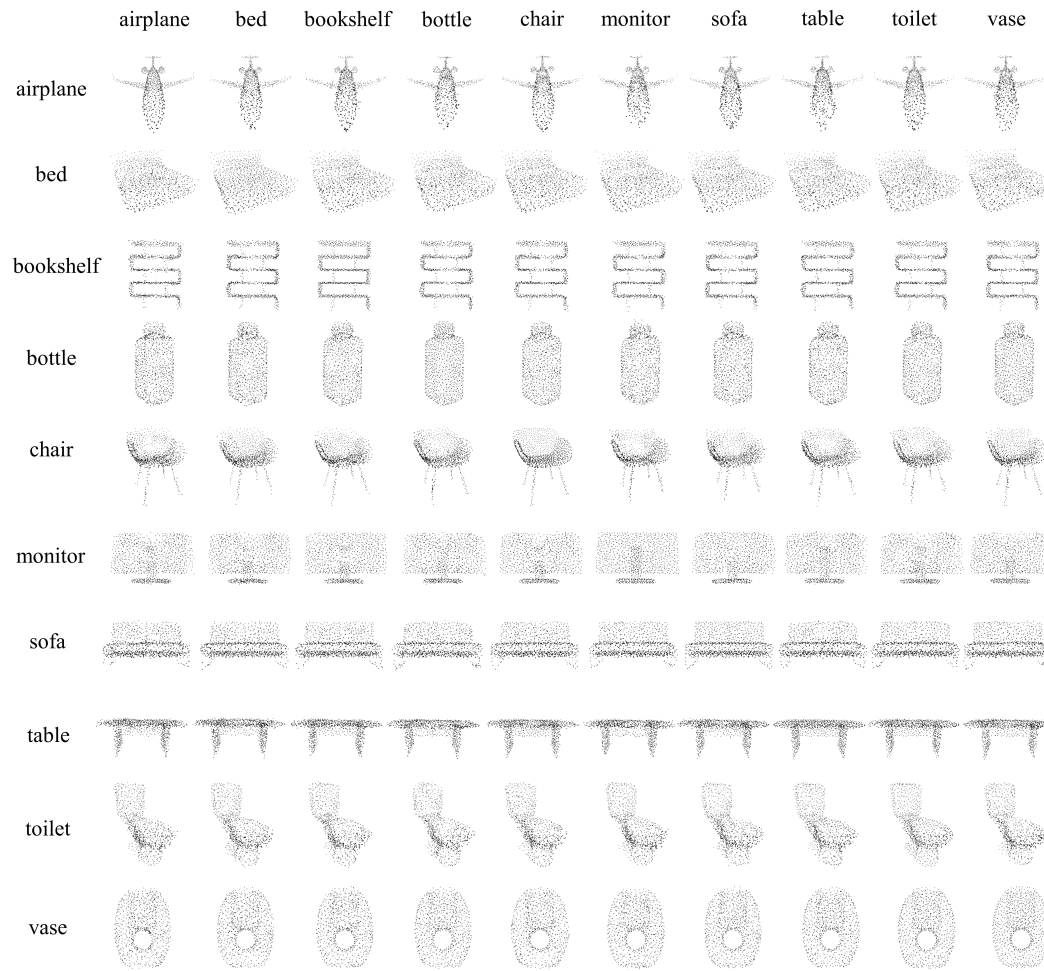 airplane bed bookshelf bottle chair monitor sofa table toilet vase
airplane
bed
bookshelf
bottle
chair
monitor
sofa
table
toilet
vase